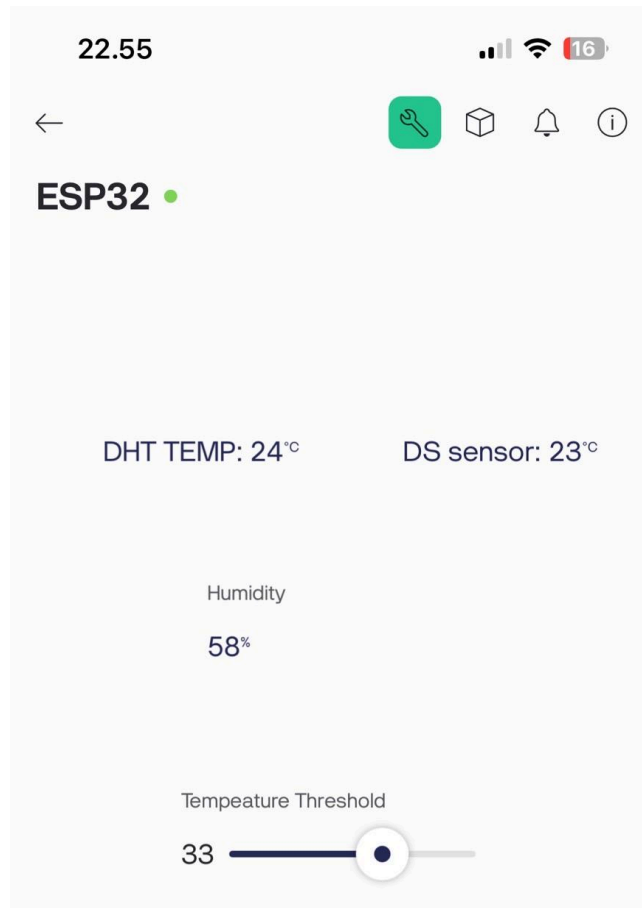 22.55 16
ESP32
DHT TEMP: 24°C DS sensor: 23°C
Humidity
58%
Tempeature Threshold
33